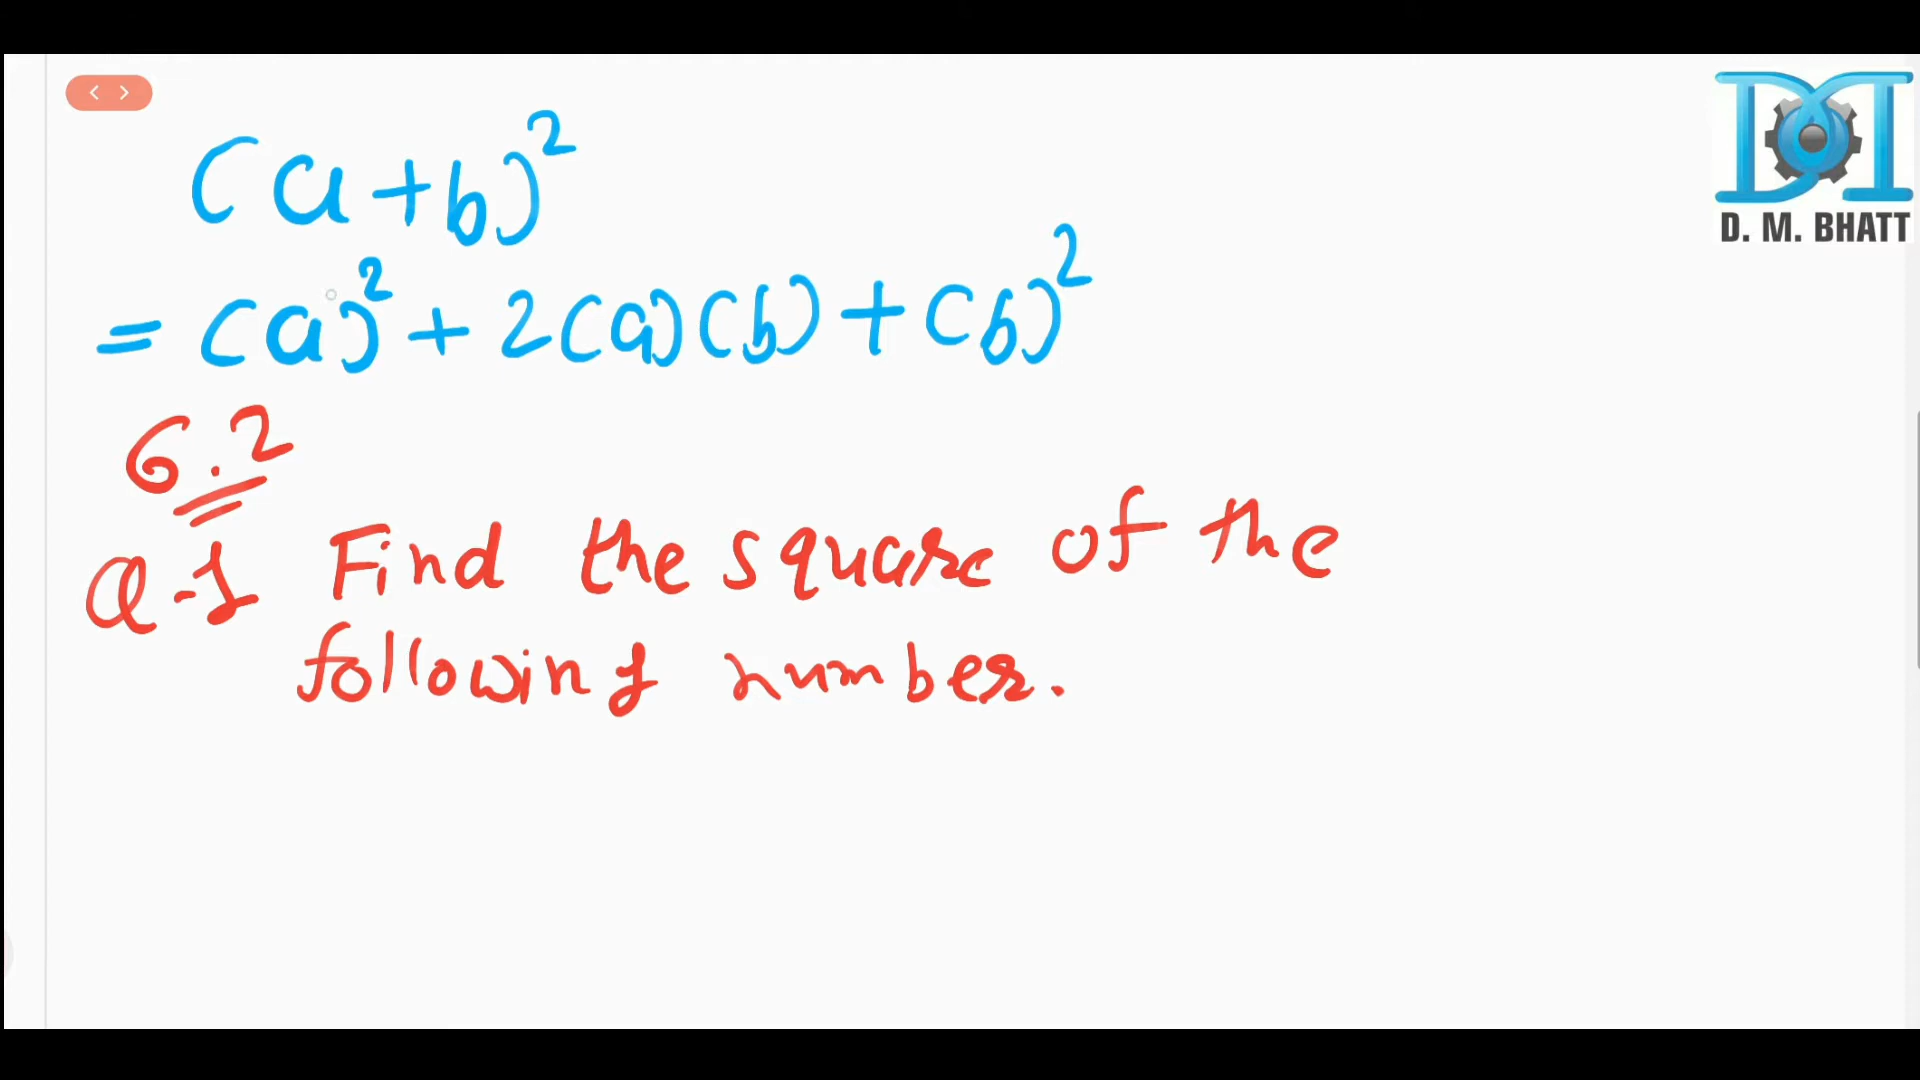 (a+b)²
= (a)² + 2(a)(b) + (b)²
6.2
Q-1 Find the square of the
following number.
D. M. BHATT